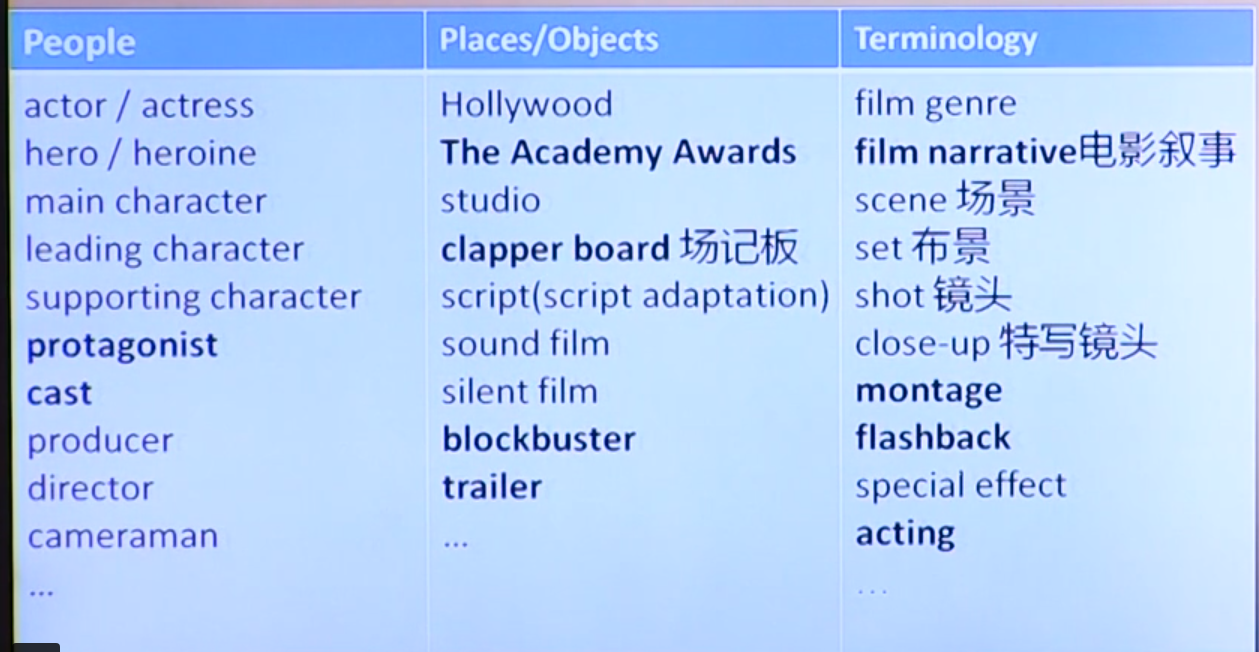 People
Places/Objects
Terminology
actor / actress
hero / heroine
main character
leading character
supporting character
protagonist
cast
producer
director
cameraman
...
Hollywood
The Academy Awards
studio
clapper board 场记板
script(script adaptation)
sound film
silent film
blockbuster
trailer
...
film genre
film narrative电影叙事
scene 场景
set 布景
shot 镜头
close-up 特写镜头
montage
flashback
special effect
acting
...